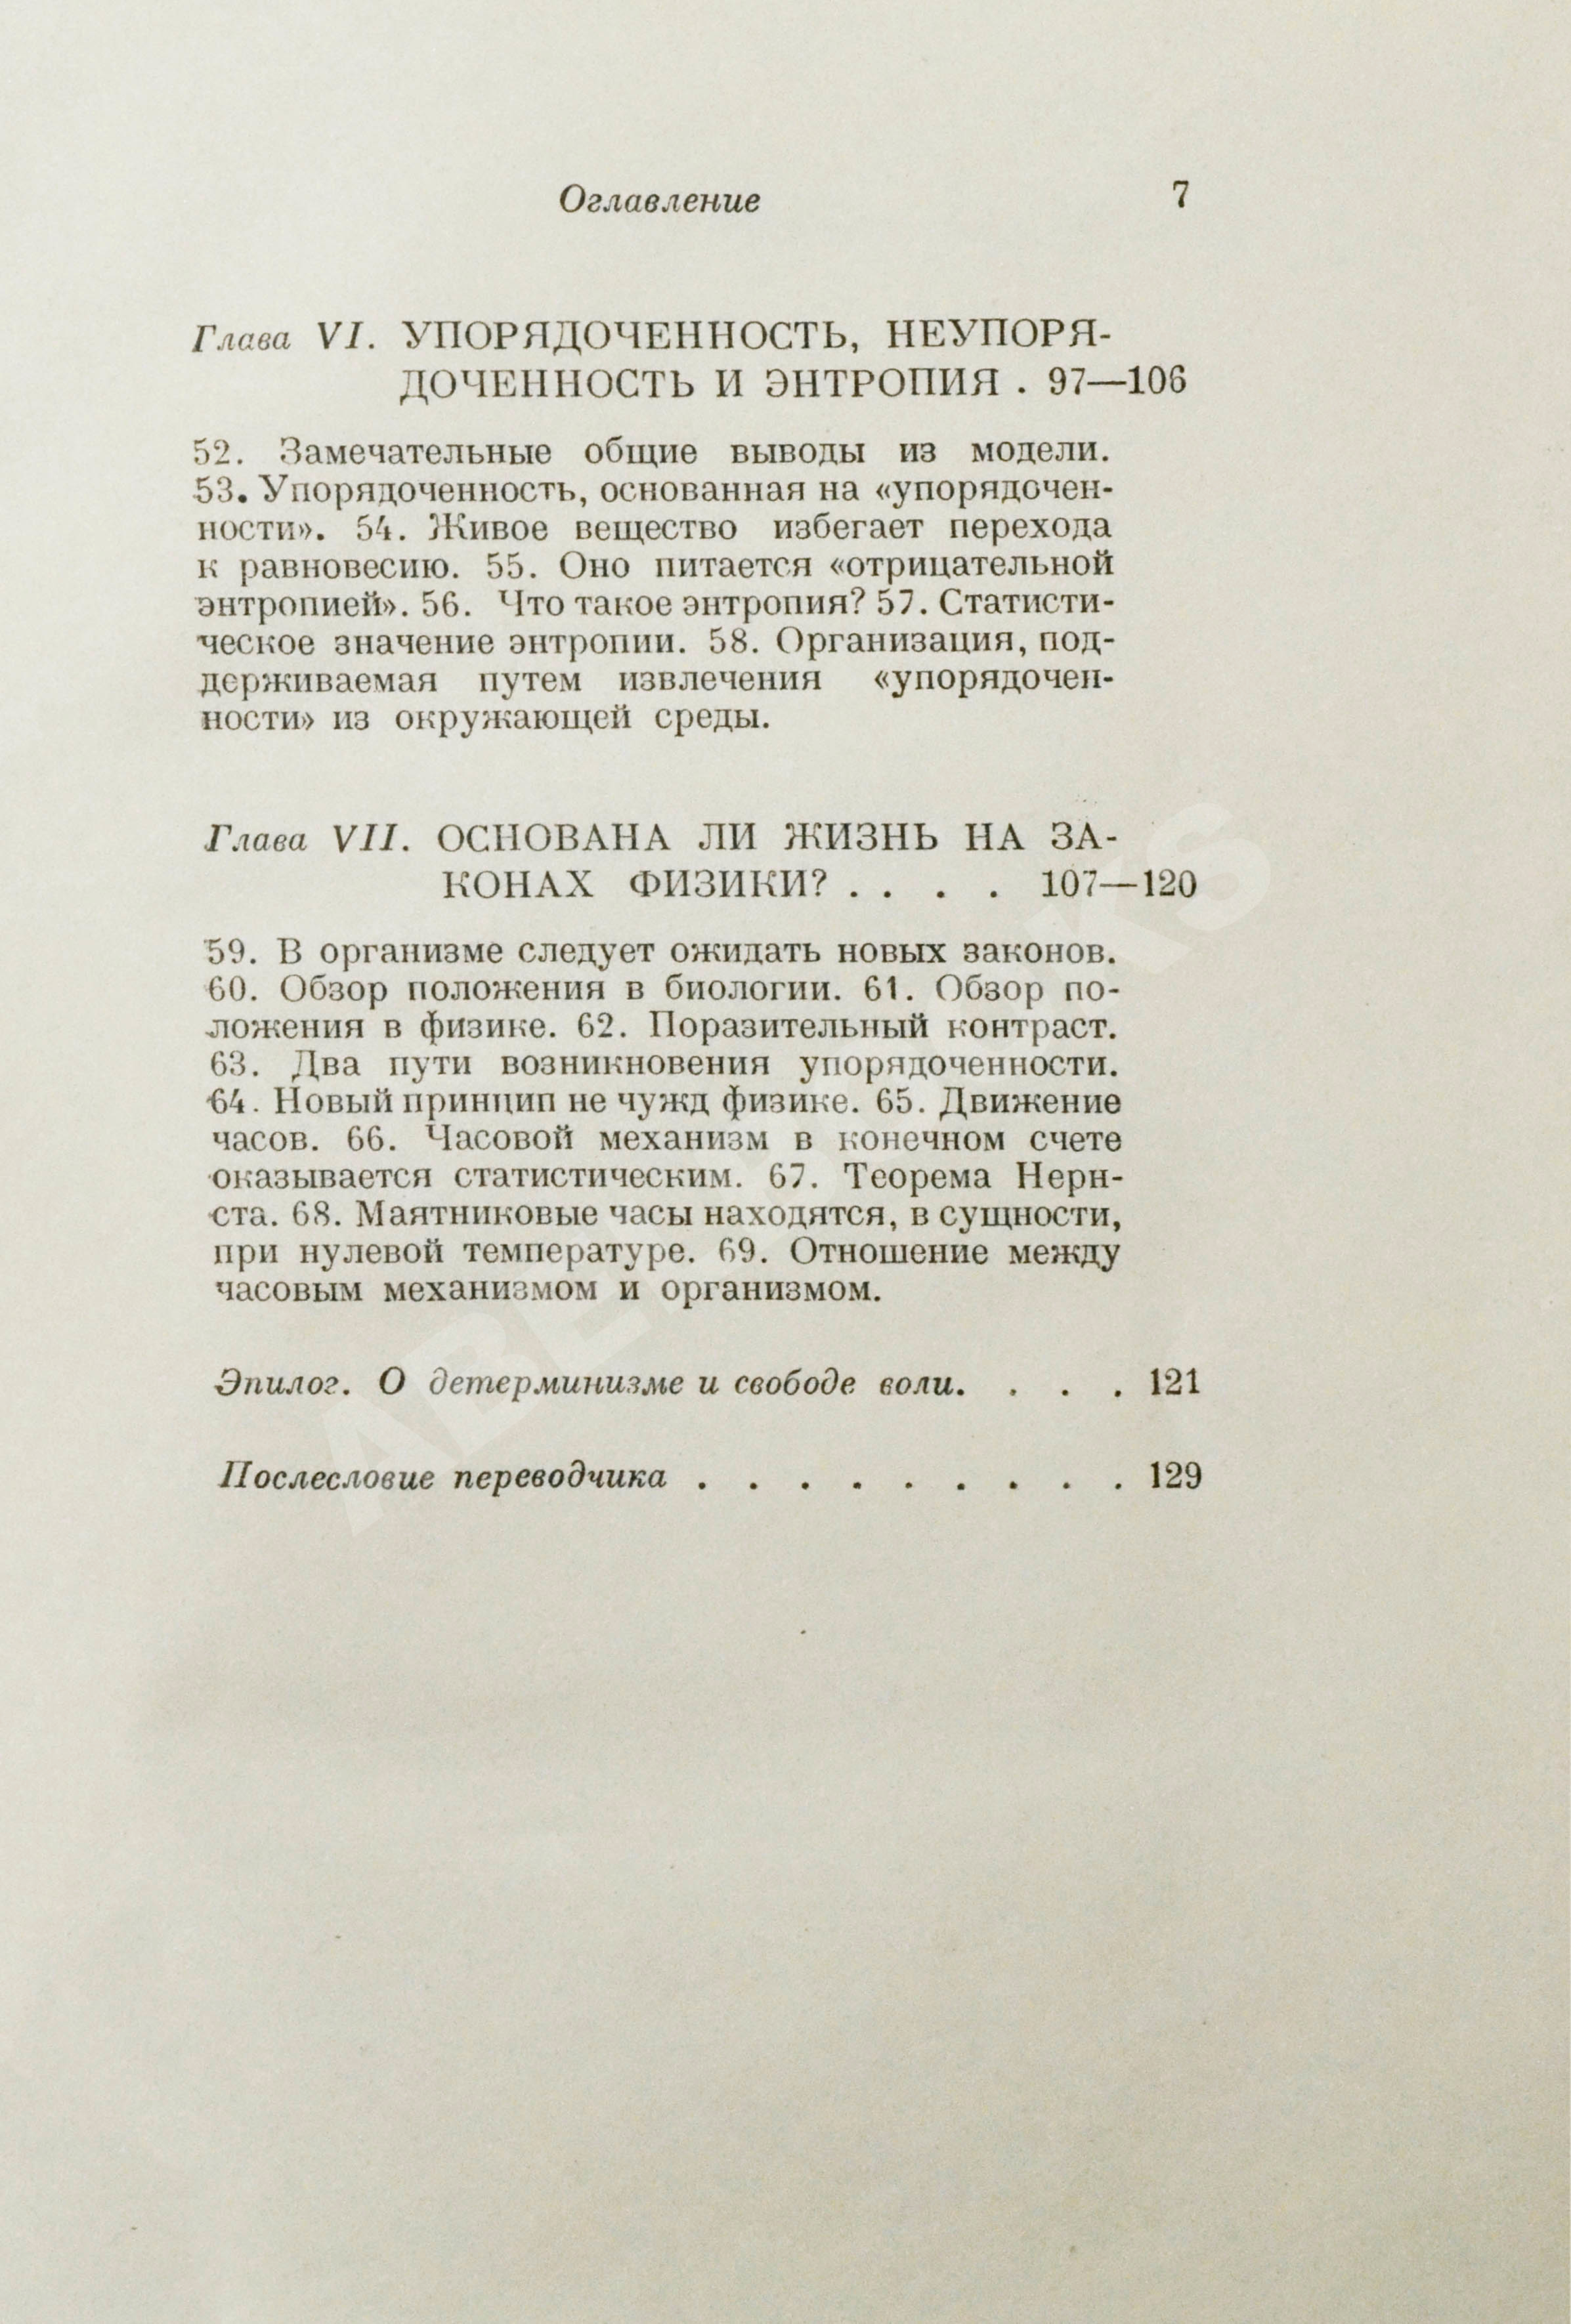 Оглавление 7
Глава VI. УПОРЯДОЧЕННОСТЬ, НЕУПОРЯ-
ДОЧЕННОСТЬ И ЭНТРОПИЯ . 97—106
52. Замечательные общие выводы из модели.
53. Упорядоченность, основанная на «упорядочен-
ности». 54. Живое вещество избегает перехода
к равновесию. 55. Оно питается «отрицательной
энтропией». 56. Что такое энтропия? 57. Статисти-
ческое значение энтропии. 58. Организация, под-
держиваемая путем извлечения «упорядочен-
ности» из окружающей среды.
Глава VII. ОСНОВАНА ЛИ ЖИЗНЬ НА ЗА-
КОНАХ ФИЗИКИ? . . . . 107—120
59. В организме следует ожидать новых законов.
60. Обзор положения в биологии. 61. Обзор по-
ложения в физике. 62. Поразительный контраст.
63. Два пути возникновения упорядоченности.
64. Новый принцип не чужд физике. 65. Движение
часов. 66. Часовой механизм в конечном счете
оказывается статистическим. 67. Теорема Нерн-
ста. 68. Маятниковые часы находятся, в сущности,
при нулевой температуре. 69. Отношение между
часовым механизмом и организмом.
Эпилог. О детерминизме и свободе воли. . . . 121
Послесловие переводчика . . . . . . . . . 129